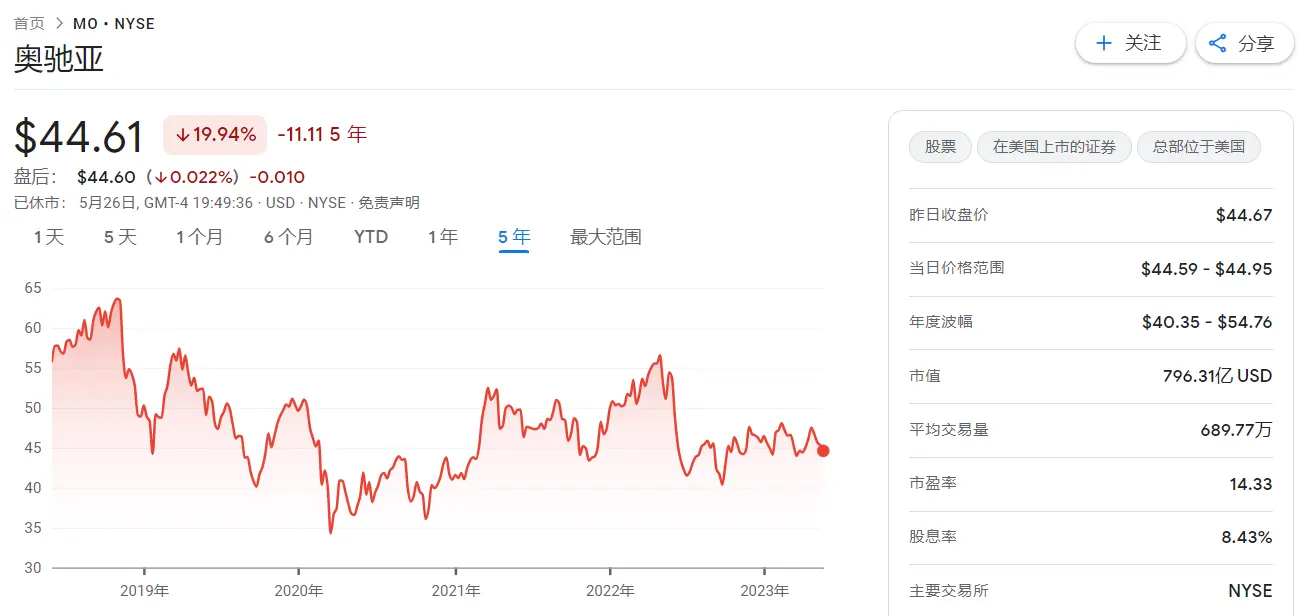 首页 > MO • NYSE
奥驰亚
+ 关注
分享
$44.61 ↓19.94% -11.11 5 年
盘后： $44.60 (↓0.022%) -0.010
已休市： 5月26日, GMT-4 19:49:36 · USD · NYSE · 免责声明
1 天 5 天 1 个月 6 个月 YTD 1 年 5 年 最大范围
65
60
55
50
45
40
35
30
2019年 2020年 2021年 2022年 2023年
股票 在美国上市的证券 总部位于美国
昨日收盘价 $44.67
当日价格范围 $44.59 - $44.95
年度波幅 $40.35 - $54.76
市值 796.31亿 USD
平均交易量 689.77万
市盈率 14.33
股息率 8.43%
主要交易所 NYSE